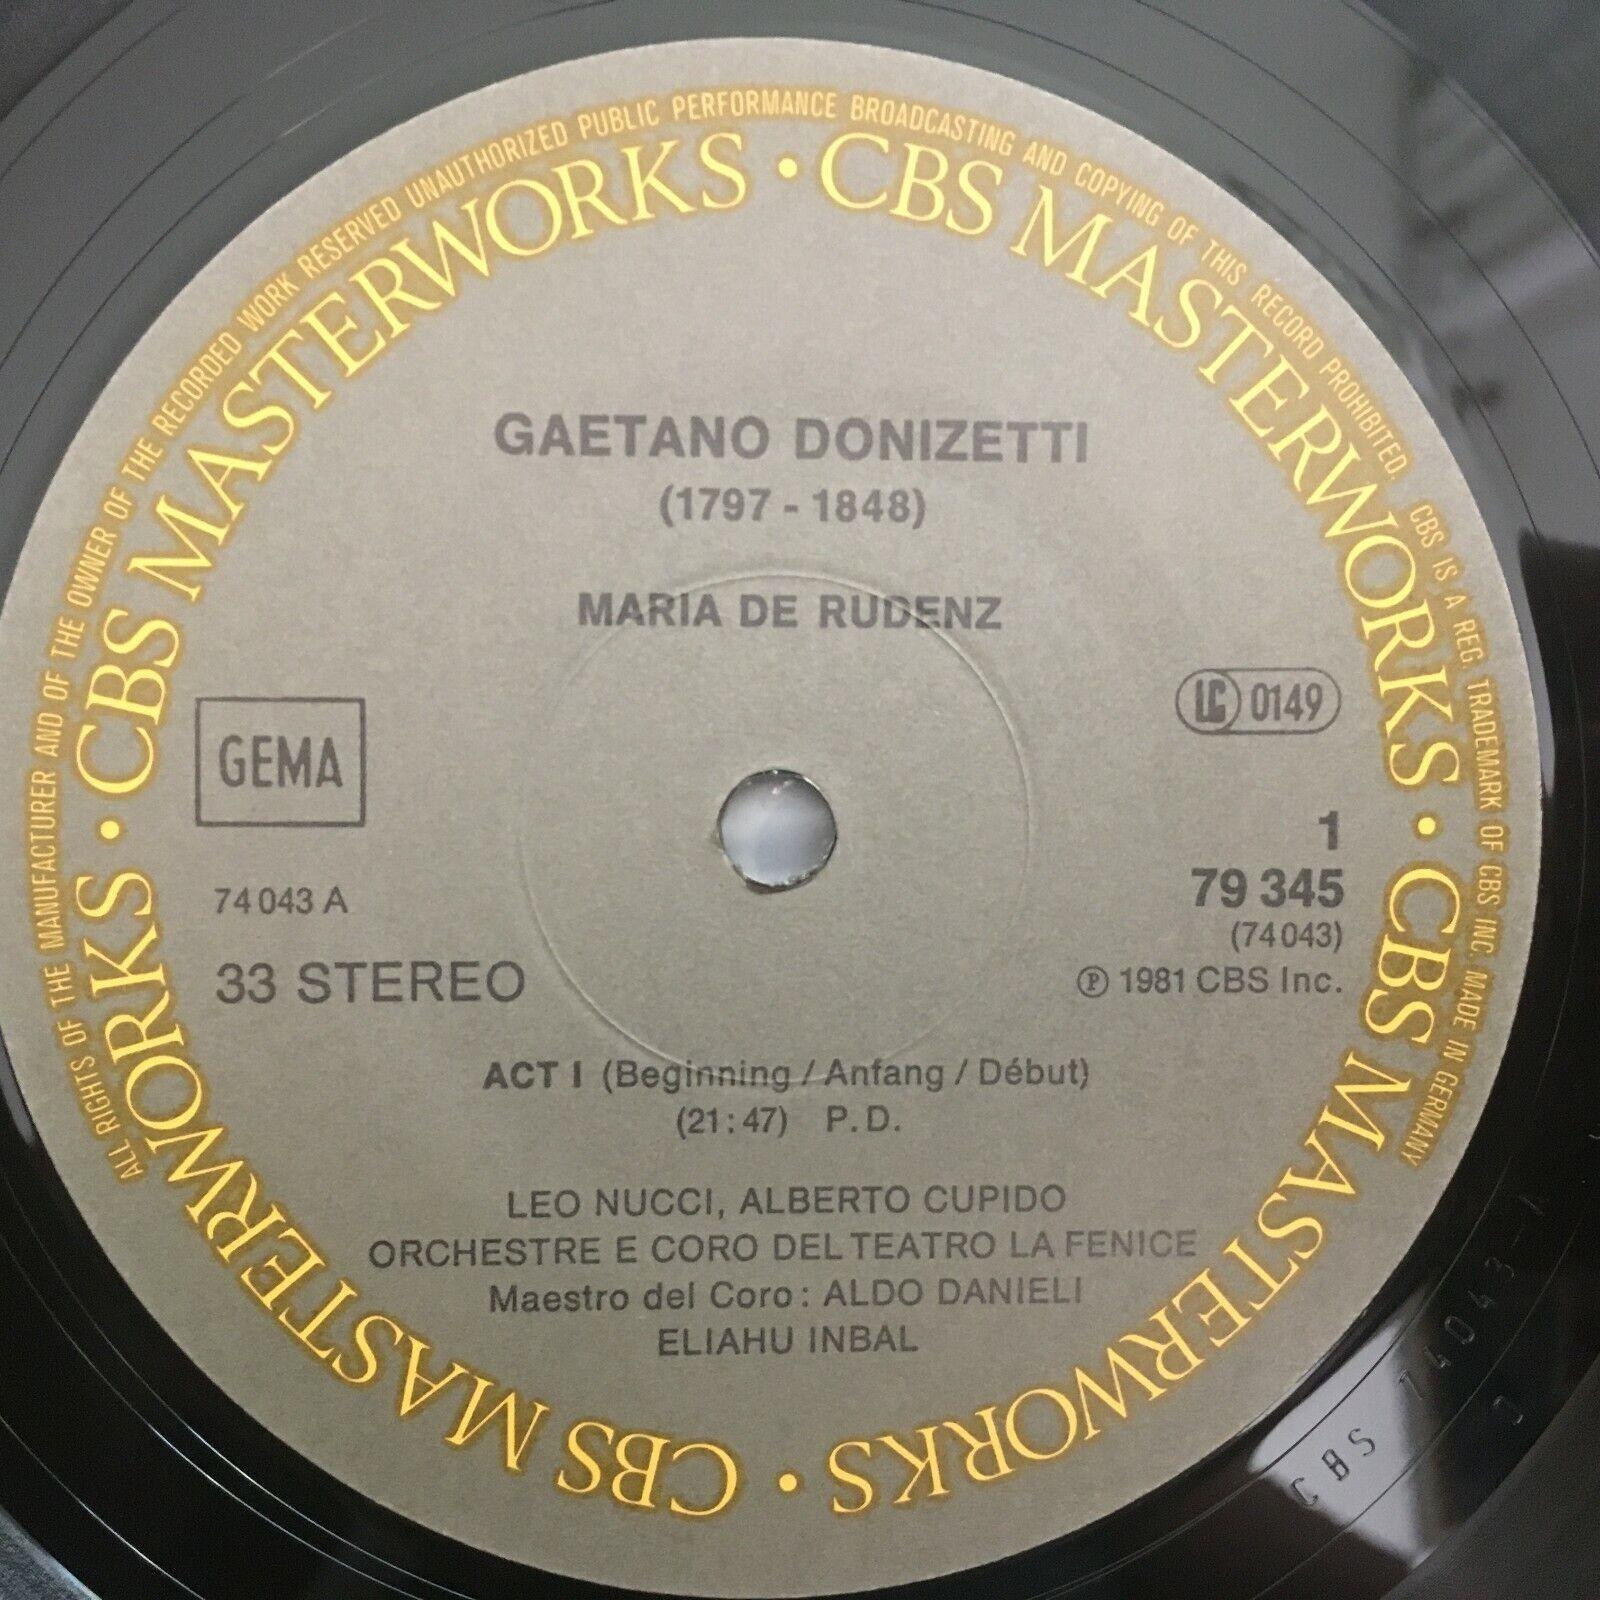 ALL RIGHTS OF THE MANUFACTURER AND OF THE OWNER OF THE RECORDED WORK RESERVED UNAUTHORIZED PUBLIC PERFORMANCE BROADCASTING AND COPYING OF THIS RECORD PROHIBITED. CBS IS A REG. TRADEMARK OF CBS INC. MADE IN GERMANY
CBS MASTERWORKS · CBS MASTERWORKS · CBS MASTERWORKS · CBS MASTERWORKS ·
GAETANO DONIZETTI
(1797 - 1848)
MARIA DE RUDENZ
GEMA
LC 0149
1
79 345
(74043)
℗ 1981 CBS Inc.
74043 A
33 STEREO
ACT I (Beginning / Anfang / Début)
(21:47) P.D.
LEO NUCCI, ALBERTO CUPIDO
ORCHESTRE E CORO DEL TEATRO LA FENICE
Maestro del Coro: ALDO DANIELI
ELIAHU INBAL
CBS 74043-A